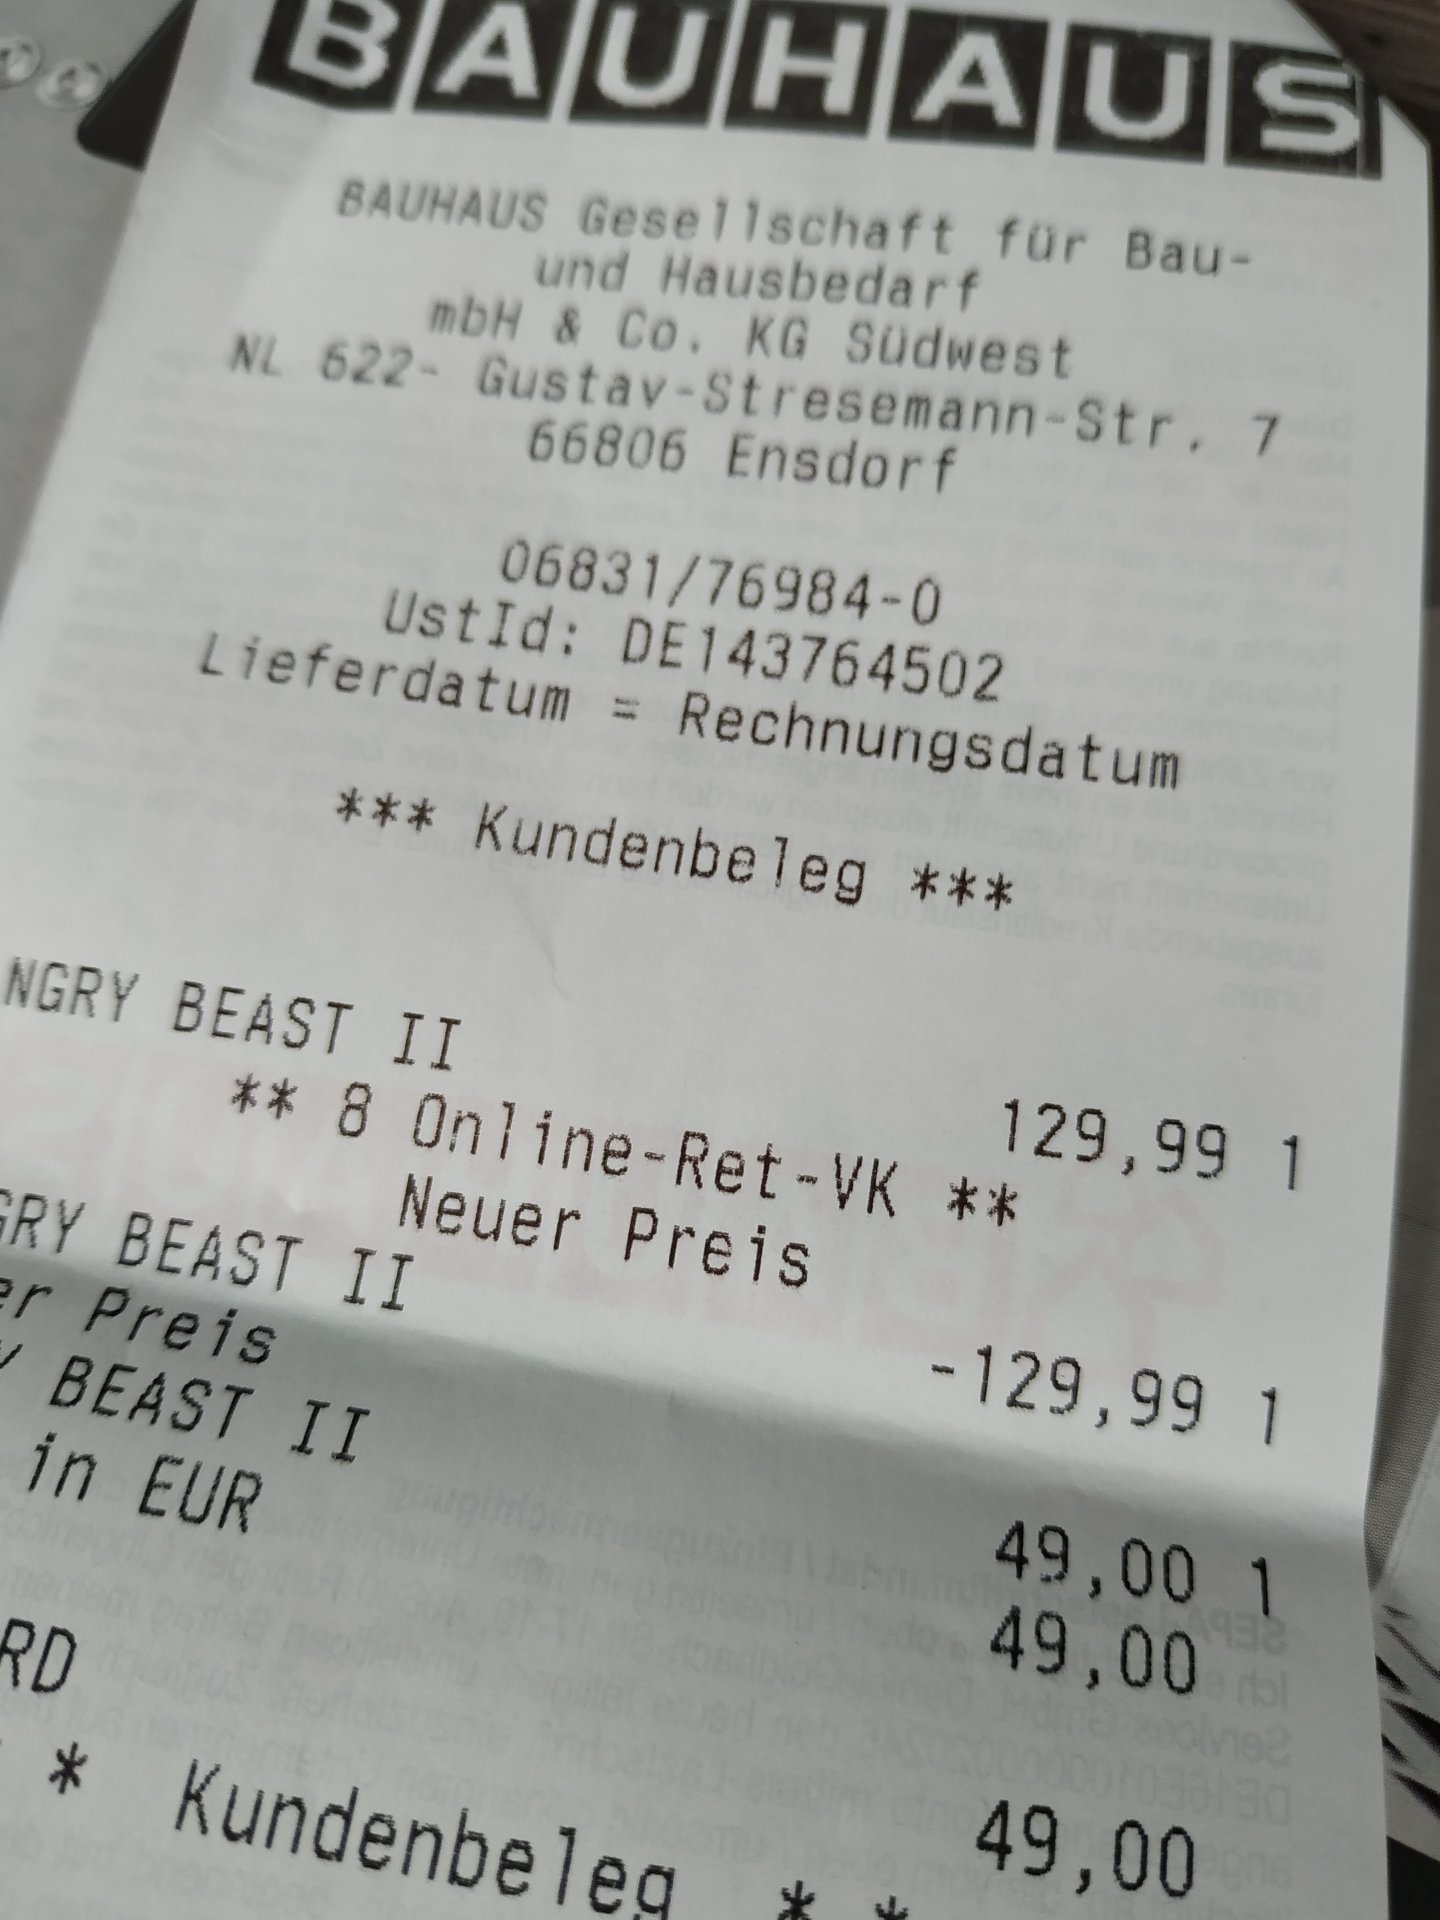 BAUHAUS
BAUHAUS Gesellschaft für Bau-
und Hausbedarf
mbH & Co. KG Südwest
NL 622- Gustav-Stresemann-Str. 7
66806 Ensdorf
06831/76984-0
UstId: DE143764502
Lieferdatum = Rechnungsdatum
*** Kundenbeleg ***
NGRY BEAST II
129,99 1
** 8 Online-Ret-VK **
Neuer Preis
GRY BEAST II
-129,99 1
er Preis
Y BEAST II
49,00 1
in EUR
49,00
RD
49,00
* Kundenbeleg * *